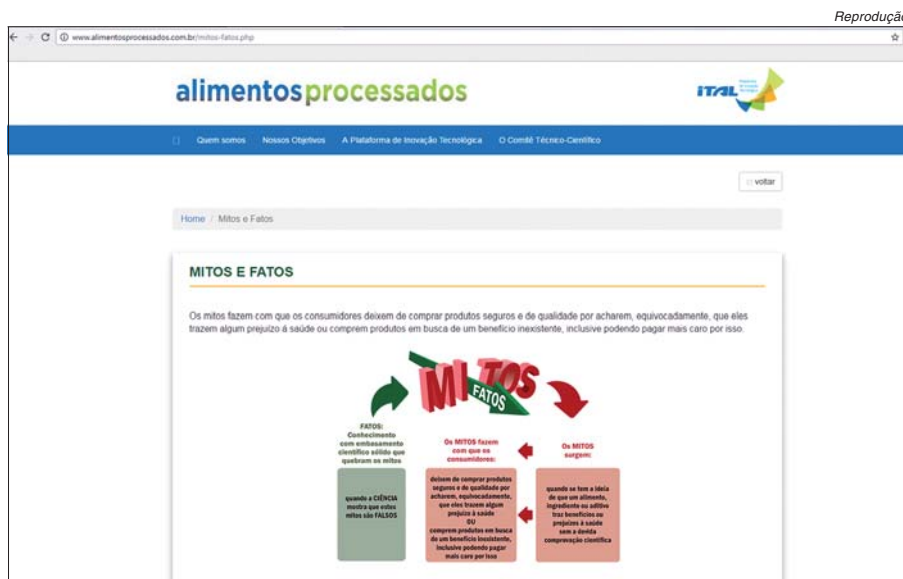 Reprodução
www.alimentosprocessados.com.br/mitos-fatos.php
alimentosprocessados
ITAL
Quem somos Nossos Objetivos A Plataforma de Inovação Tecnológica O Comitê Técnico-Científico
voltar
Home / Mitos e Fatos
MITOS E FATOS
Os mitos fazem com que os consumidores deixem de comprar produtos seguros e de qualidade por acharem, equivocadamente, que eles
trazem algum prejuízo á saúde ou comprem produtos em busca de um benefício inexistente, inclusive podendo pagar mais caro por isso.
MITOS
FATOS
FATOS:
Conhecimento
com embasamento
científico sólido que
quebram os mitos
quando a CIÊNCIA
mostra que estes
mitos são FALSOS
Os MITOS fazem
com que os
consumidores:
deixem de comprar produtos
seguros e de qualidade por
acharem, equivocadamente,
que eles trazem algum
prejuízo à saúde
OU
comprem produtos em busca
de um benefício inexistente,
inclusive podendo pagar
mais caro por isso
Os MITOS
surgem:
quando se tem a ideia
de que um alimento,
ingrediente ou aditivo
traz benefícios ou
prejuízos à saúde
sem a devida
comprovação científica